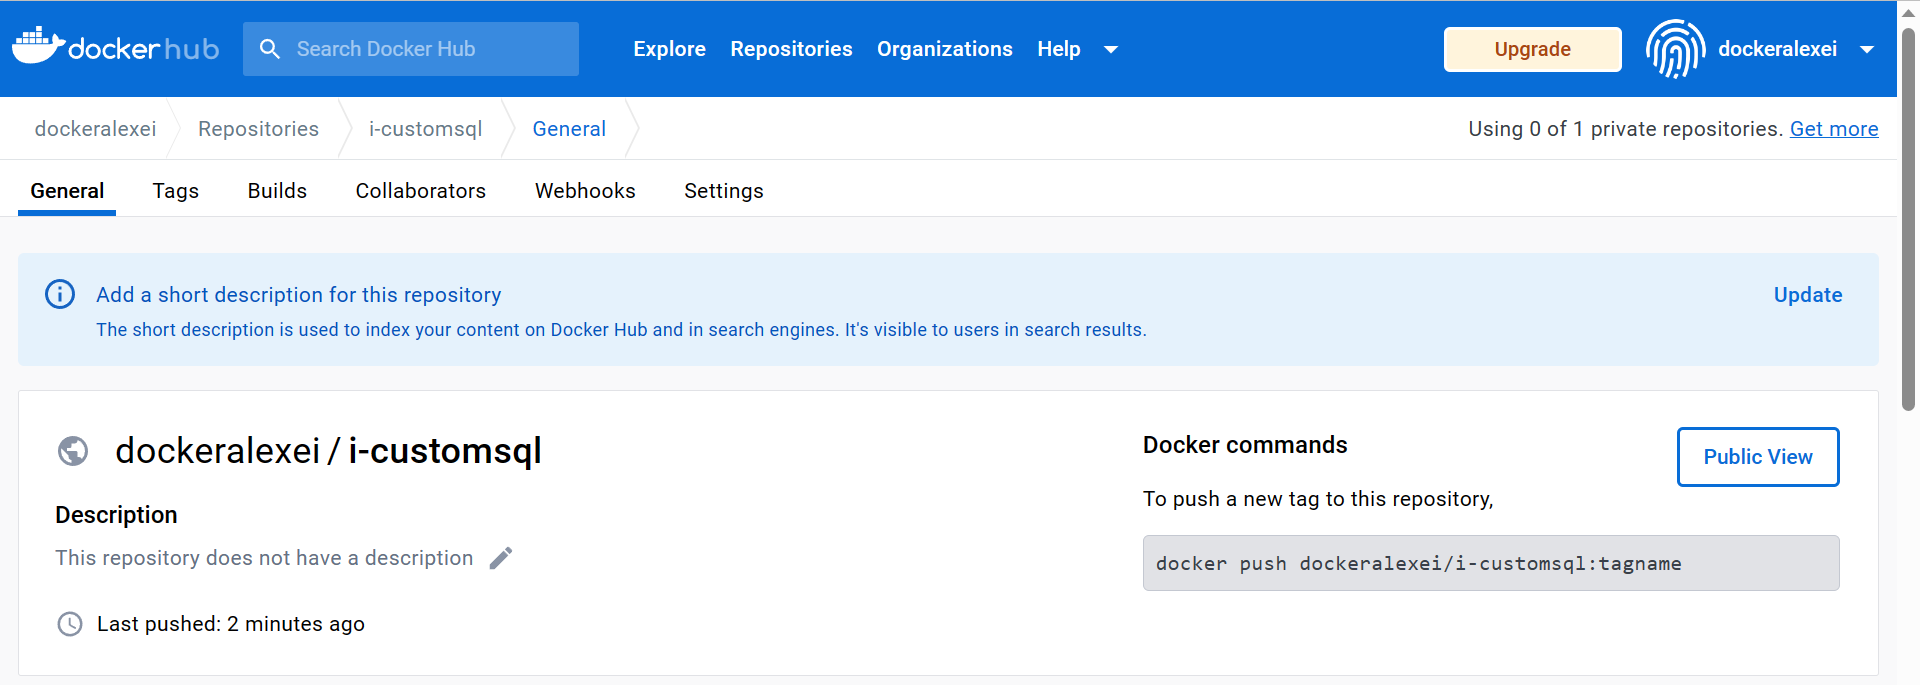 dockerhub Search Docker Hub Explore Repositories Organizations Help Upgrade dockeralexei
dockeralexei Repositories i-customsql General Using 0 of 1 private repositories. Get more
General Tags Builds Collaborators Webhooks Settings
Add a short description for this repository Update
The short description is used to index your content on Docker Hub and in search engines. It's visible to users in search results.
dockeralexei / i-customsql
Description
This repository does not have a description
Last pushed: 2 minutes ago
Docker commands
Public View
To push a new tag to this repository,
docker push dockeralexei/i-customsql:tagname